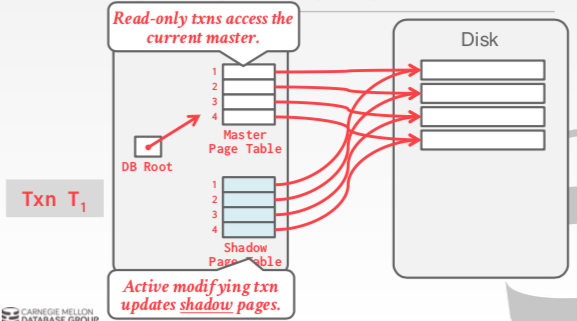 Read-only txns access the
current master.
Disk
1
2
3
4
Master
Page Table
DB Root
Txn T₁
1
2
3
4
Shadow
Page Table
Active modifying txn
updates shadow pages.
CARNEGIE MELLON
DATABASE GROUP